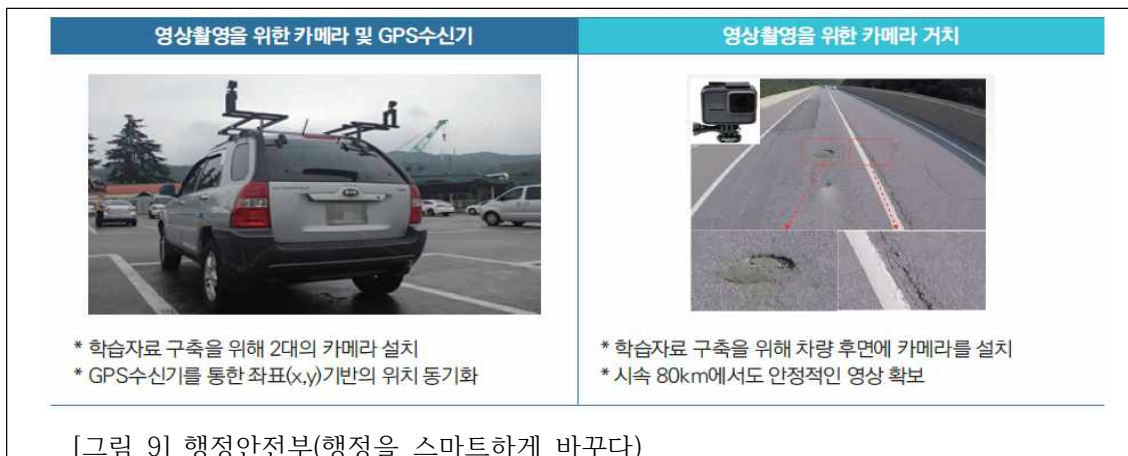 영상촬영을 위한 카메라 및 GPS수신기
영상촬영을 위한 카메라 거치
* 학습자료 구축을 위해 2대의 카메라 설치
* GPS수신기를 통한 좌표(x,y)기반의 위치 동기화
* 학습자료 구축을 위해 차량 후면에 카메라를 설치
* 시속 80km에서도 안정적인 영상 확보
[그림 9] 행정안전부(행정을 스마트하게 바꾸다)